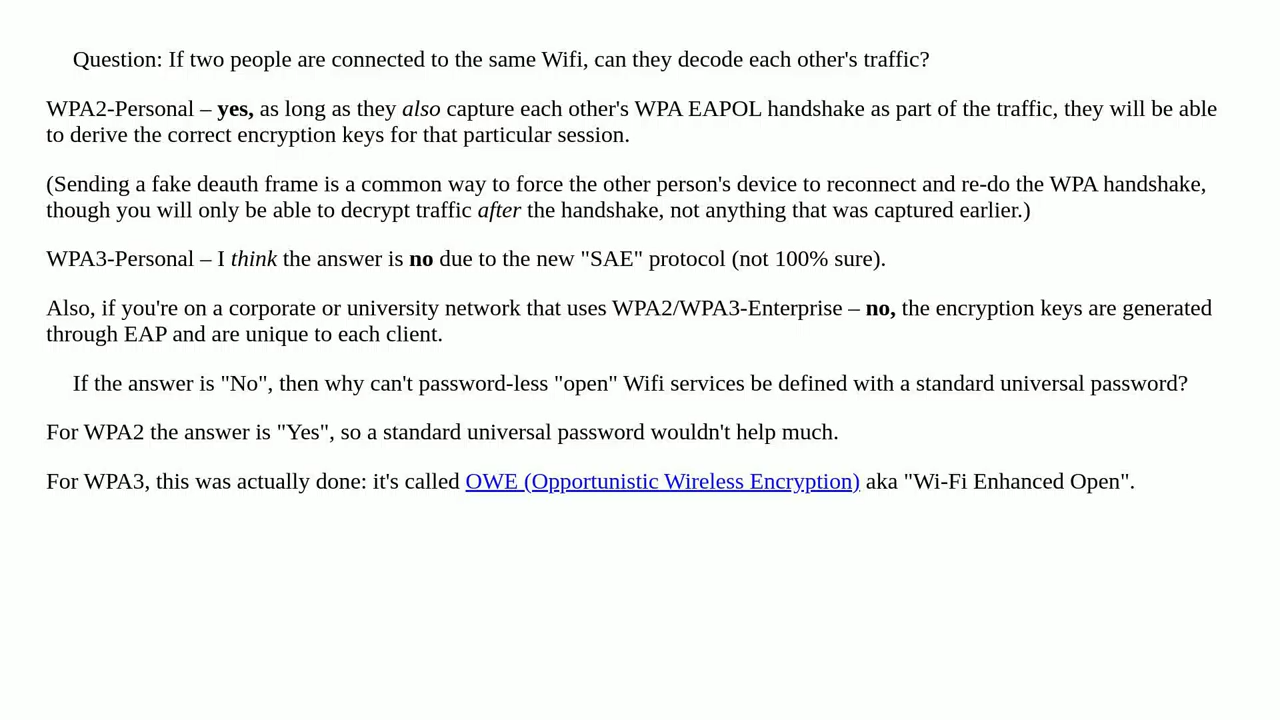 Question: If two people are connected to the same Wifi, can they decode each other's traffic?
WPA2-Personal – yes, as long as they also capture each other's WPA EAPOL handshake as part of the traffic, they will be able
to derive the correct encryption keys for that particular session.
(Sending a fake deauth frame is a common way to force the other person's device to reconnect and re-do the WPA handshake,
though you will only be able to decrypt traffic after the handshake, not anything that was captured earlier.)
WPA3-Personal – I think the answer is no due to the new "SAE" protocol (not 100% sure).
Also, if you're on a corporate or university network that uses WPA2/WPA3-Enterprise – no, the encryption keys are generated
through EAP and are unique to each client.
If the answer is "No", then why can't password-less "open" Wifi services be defined with a standard universal password?
For WPA2 the answer is "Yes", so a standard universal password wouldn't help much.
For WPA3, this was actually done: it's called OWE (Opportunistic Wireless Encryption) aka "Wi-Fi Enhanced Open".